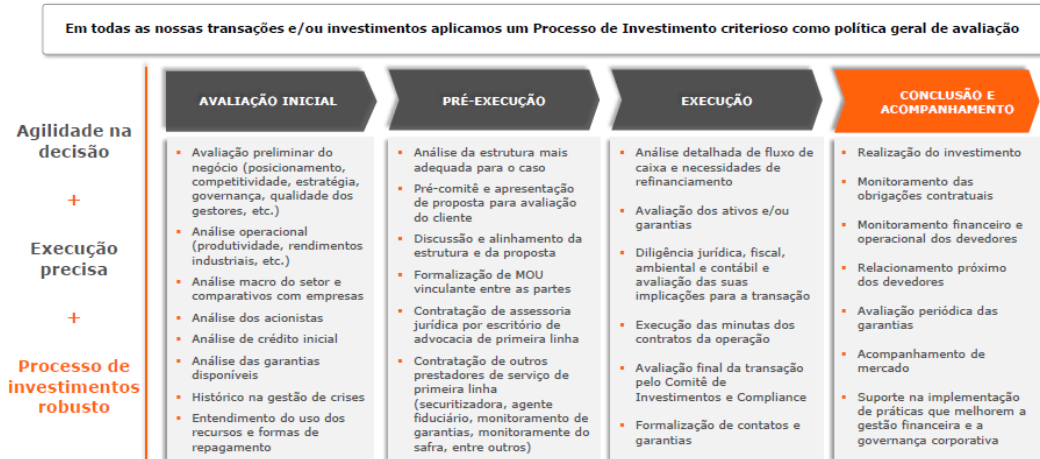 Em todas as nossas transações e/ou investimentos aplicamos um Processo de Investimento criterioso como política geral de avaliação
Agilidade na
decisão
+
Execução
precisa
+
Processo de
investimentos
robusto
AVALIAÇÃO INICIAL
▪ Avaliação preliminar do
negócio (posicionamento,
competitividade, estratégia,
governança, qualidade dos
gestores, etc.)
▪ Análise operacional
(produtividade, rendimentos
industriais, etc.)
▪ Análise macro do setor e
comparativos com empresas
▪ Análise dos acionistas
▪ Análise de crédito inicial
▪ Análise das garantias
disponíveis
▪ Histórico na gestão de crises
▪ Entendimento do uso dos
recursos e formas de
repagamento
PRÉ-EXECUÇÃO
▪ Análise da estrutura mais
adequada para o caso
▪ Pré-comitê e apresentação
de proposta para avaliação
do cliente
▪ Discussão e alinhamento da
estrutura e da proposta
▪ Formalização de MOU
vinculante entre as partes
▪ Contratação de assessoria
jurídica por escritório de
advocacia de primeira linha
▪ Contratação de outros
prestadores de serviço de
primeira linha
(securitizadora, agente
fiduciário, monitoramento de
garantias, monitoramente do
safra, entre outros)
EXECUÇÃO
▪ Análise detalhada de fluxo de
caixa e necessidades de
refinanciamento
▪ Avaliação dos ativos e/ou
garantias
▪ Diligência jurídica, fiscal,
ambiental e contábil e
avaliação das suas
implicações para a transação
▪ Execução das minutas dos
contratos da operação
▪ Avaliação final da transação
pelo Comitê de
Investimentos e Compliance
▪ Formalização de contatos e
garantias
CONCLUSÃO E
ACOMPANHAMENTO
▪ Realização do investimento
▪ Monitoramento das
obrigações contratuais
▪ Monitoramento financeiro e
operacional dos devedores
▪ Relacionamento próximo
dos devedores
▪ Avaliação periódica das
garantias
▪ Acompanhamento de
mercado
▪ Suporte na implementação
de práticas que melhorem a
gestão financeira e a
governança corporativa